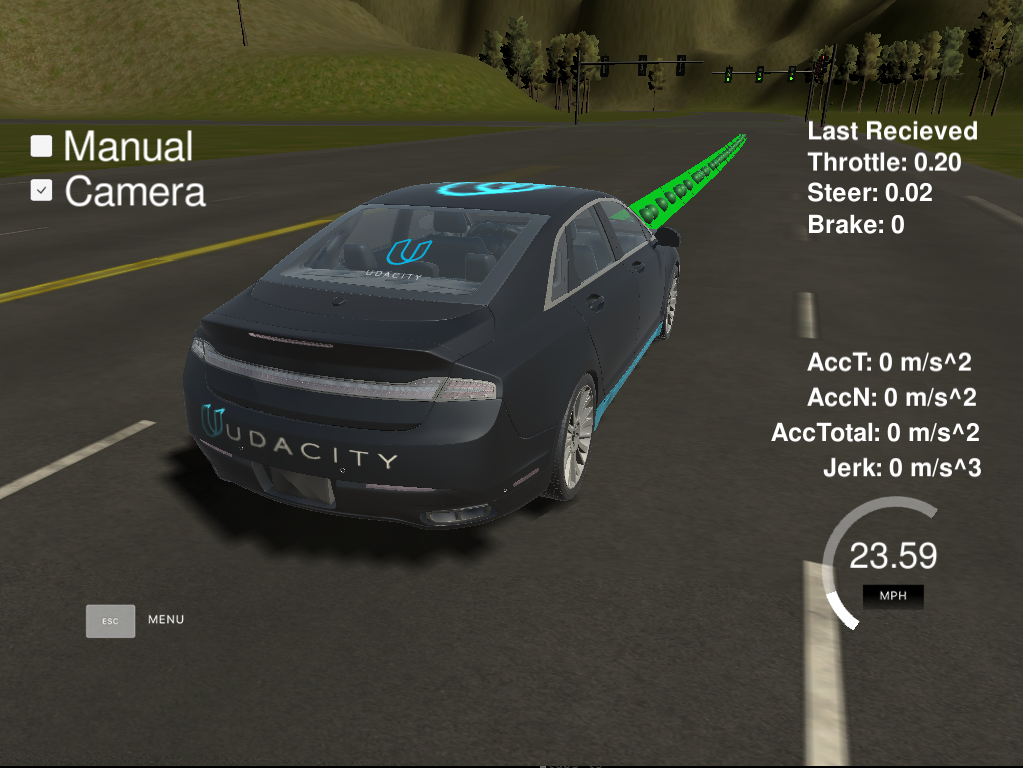 Manual
Camera
Last Recieved
Throttle: 0.20
Steer: 0.02
Brake: 0
UDACITY
AccT: 0 m/s^2
AccN: 0 m/s^2
AccTotal: 0 m/s^2
Jerk: 0 m/s^3
UDACITY
23.59
MPH
ESC
MENU